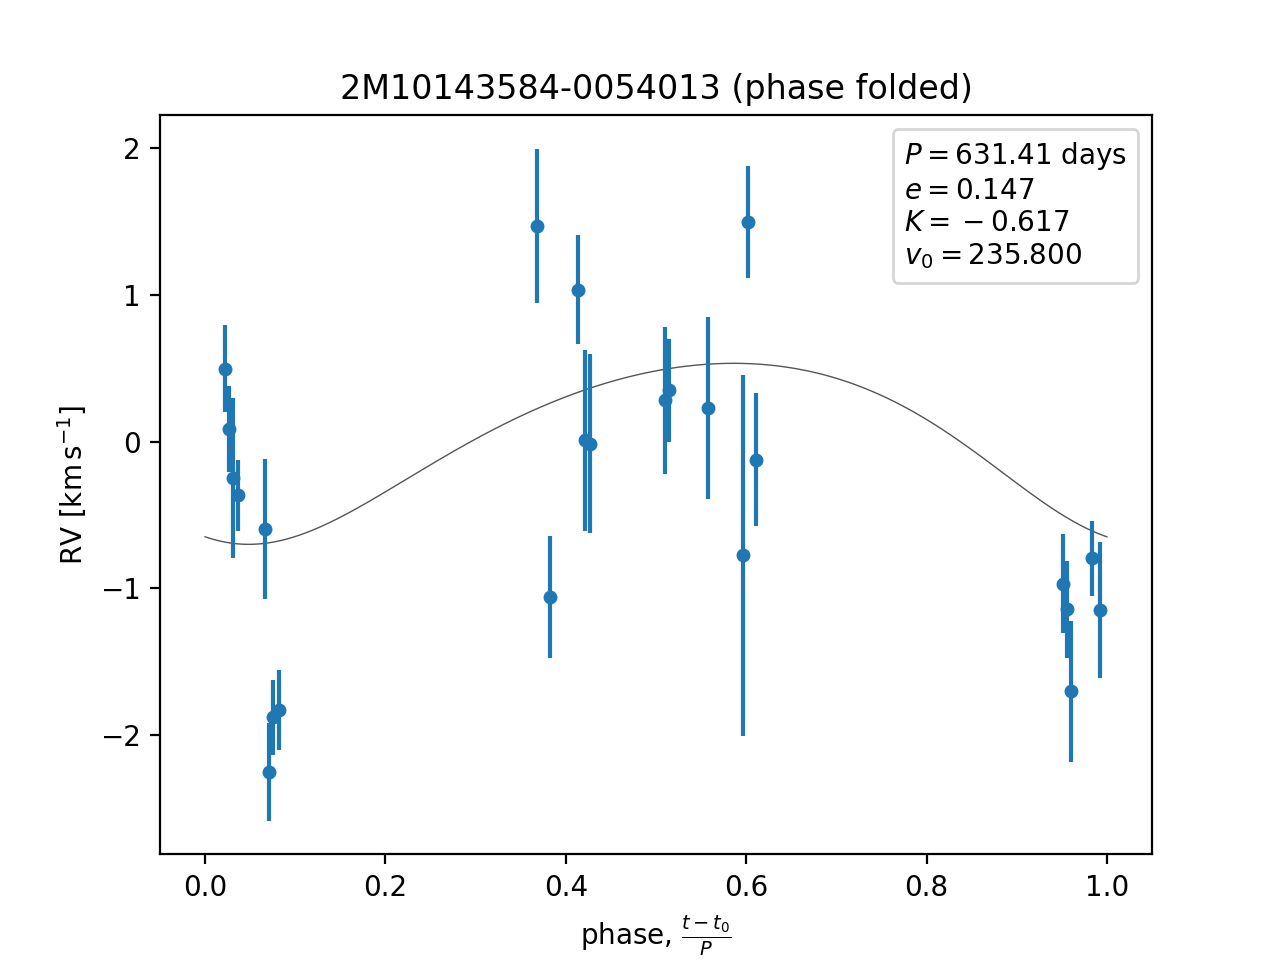 2M10143584-0054013 (phase folded)
P = 631.41 days
e = 0.147
K = −0.617
v₀ = 235.800
2
1
0
−1
−2
RV [km s⁻¹]
0.0 0.2 0.4 0.6 0.8 1.0
phase, (t − t₀)/P